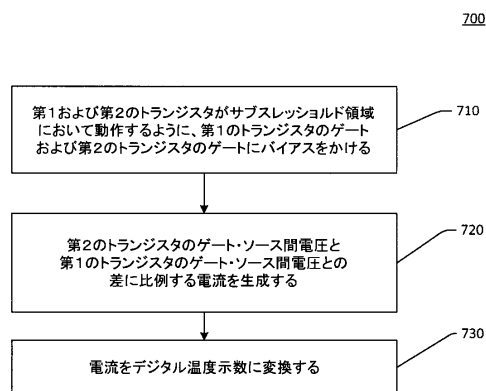 700
第1および第2のトランジスタがサブスレッショルド領域
において動作するように、第1のトランジスタのゲート
および第2のトランジスタのゲートにバイアスをかける
710
第2のトランジスタのゲート・ソース間電圧と
第1のトランジスタのゲート・ソース間電圧との
差に比例する電流を生成する
720
電流をデジタル温度示数に変換する
730